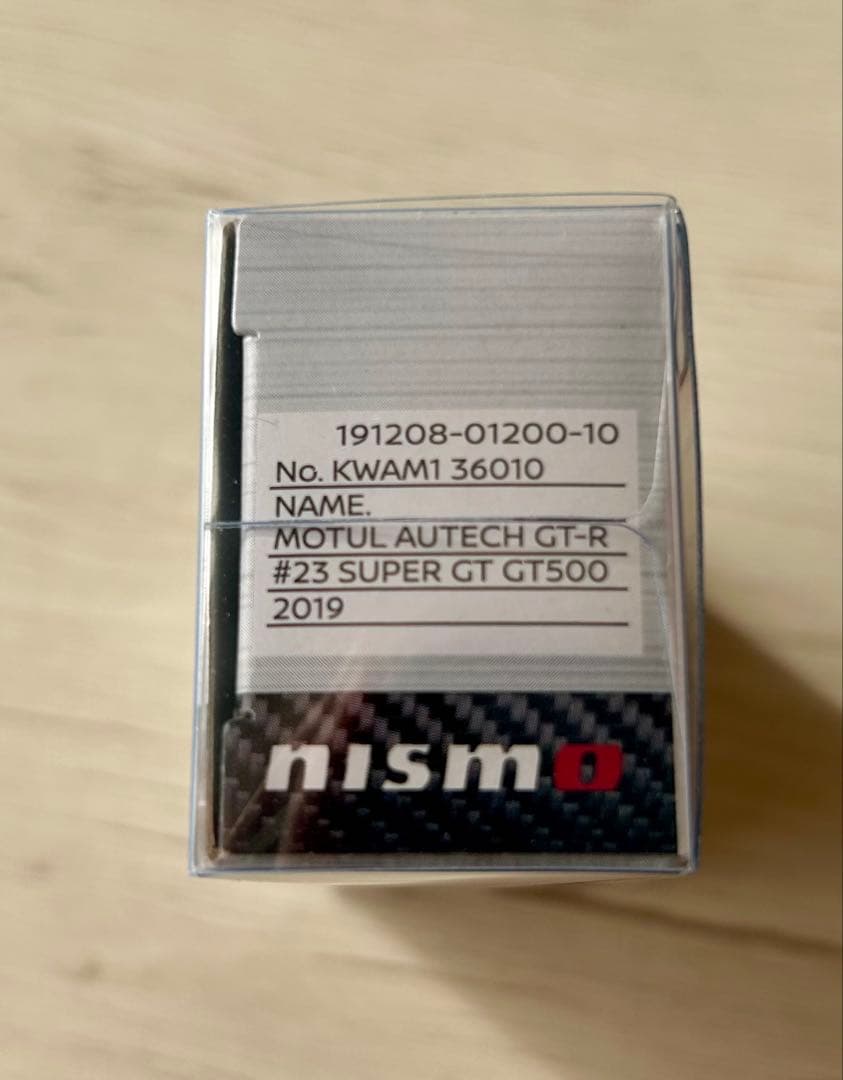 191208-01200-10
No. KWAM1 36010
NAME.
MOTUL AUTECH GT-R
#23 SUPER GT GT500
2019
nismo